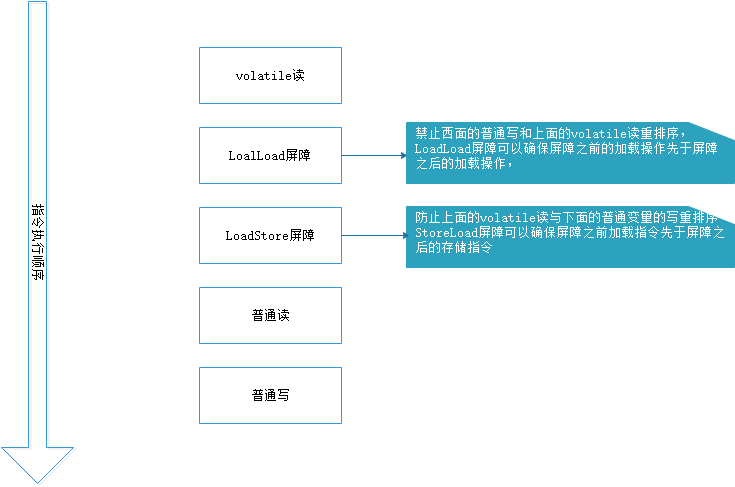 volatile读
LoalLoad屏障
禁止西面的普通写和上面的volatile读重排序，
LoadLoad屏障可以确保屏障之前的加载操作先于屏障
之后的加载操作，
指令执行顺序
LoadStore屏障
防止上面的volatile读与下面的普通变量的写重排序
StoreLoad屏障可以确保屏障之前加载指令先于屏障之
后的存储指令
普通读
普通写